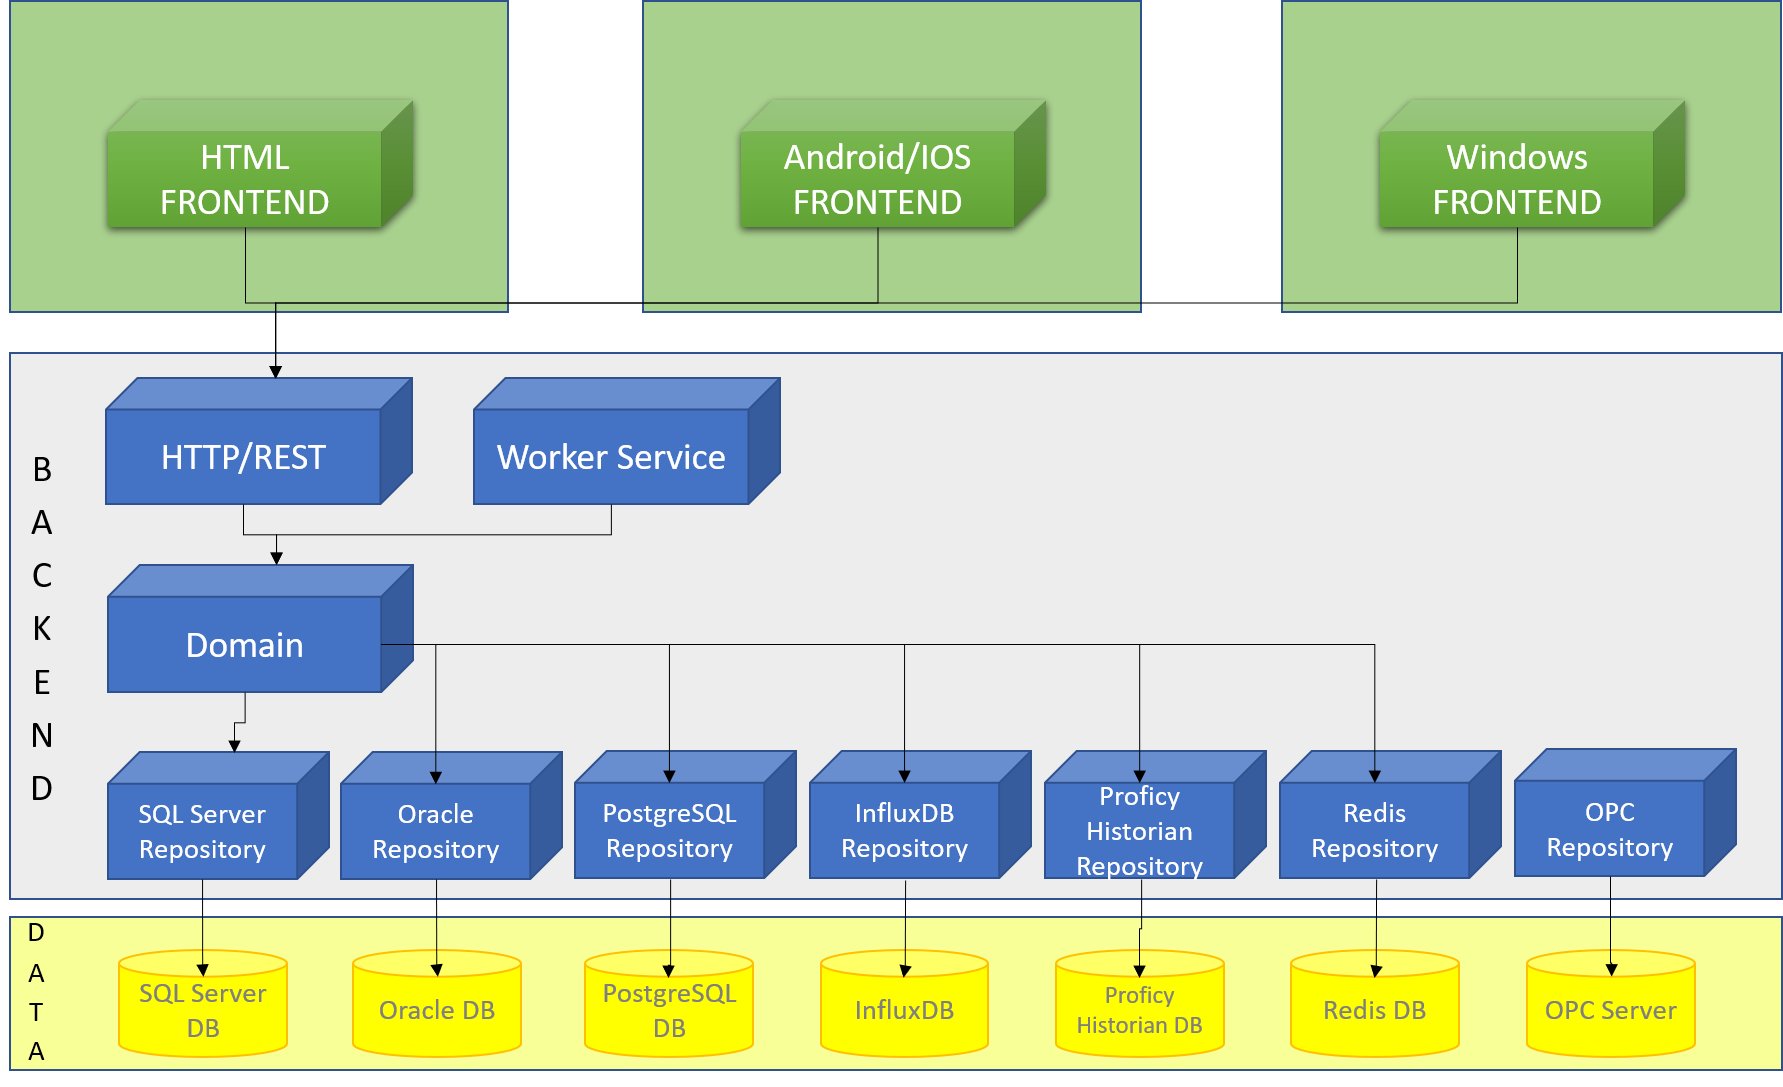 HTML
FRONTEND
Android/IOS
FRONTEND
Windows
FRONTEND
B
A
C
K
E
N
D
HTTP/REST
Worker Service
Domain
SQL Server
Repository
Oracle
Repository
PostgreSQL
Repository
InfluxDB
Repository
Proficy
Historian
Repository
Redis
Repository
OPC
Repository
D
A
T
A
SQL Server
DB
Oracle DB
PostgreSQL
DB
InfluxDB
Proficy
Historian DB
Redis DB
OPC Server